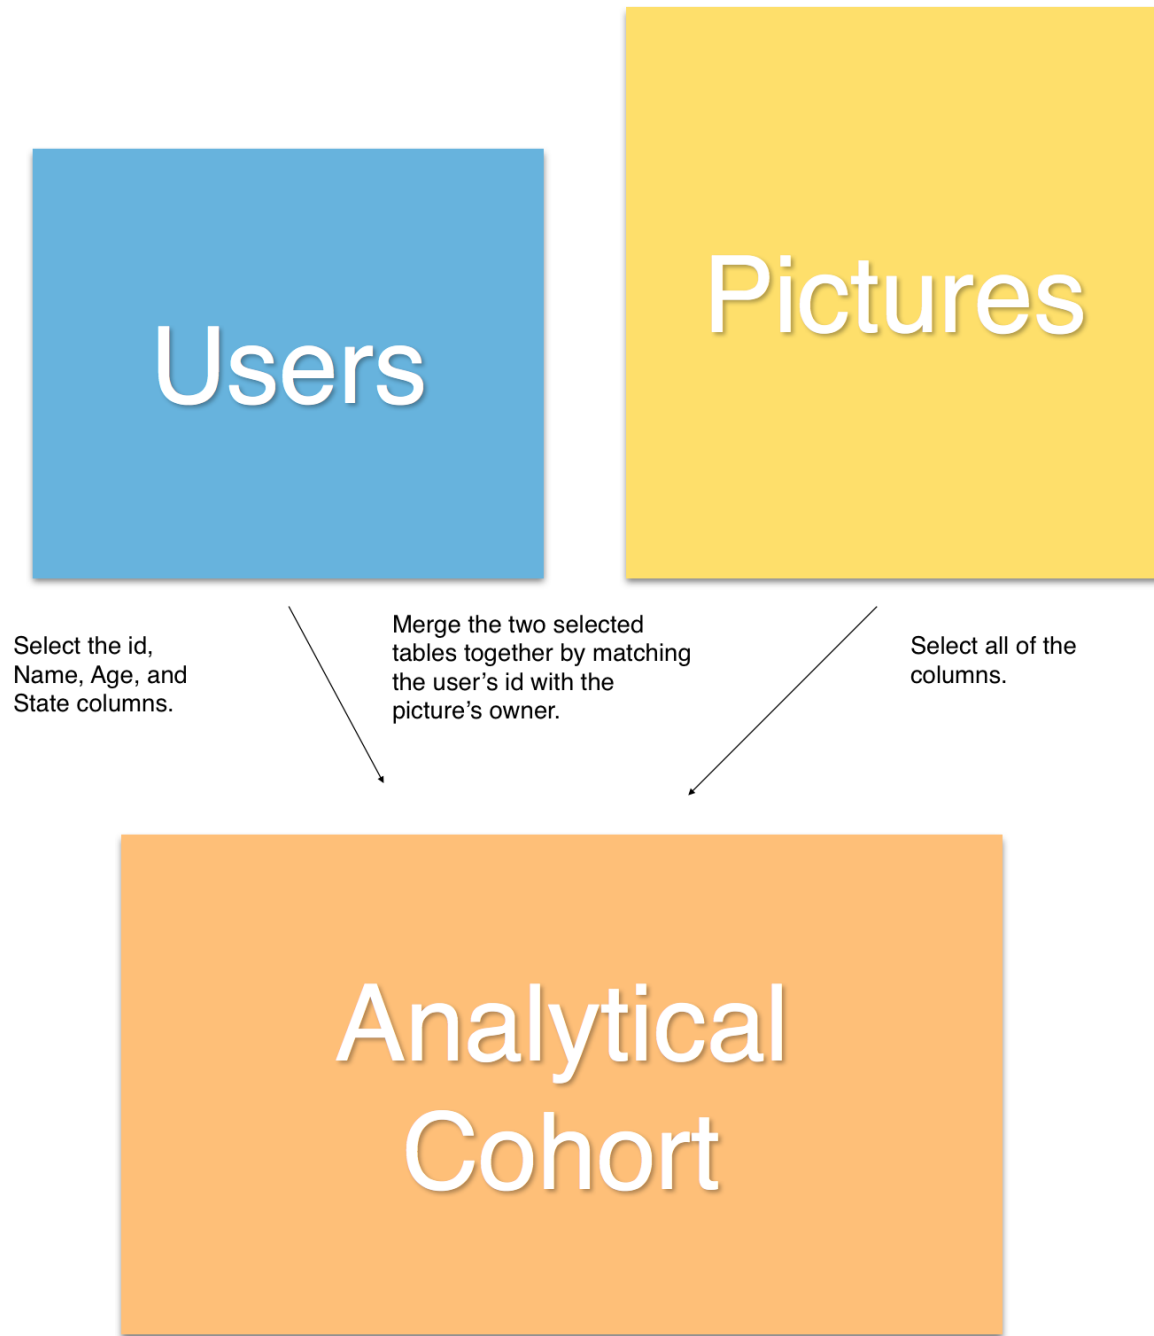 Users
Pictures
Select the id,
Name, Age, and
State columns.
Merge the two selected
tables together by matching
the user’s id with the
picture’s owner.
Select all of the
columns.
Analytical
Cohort